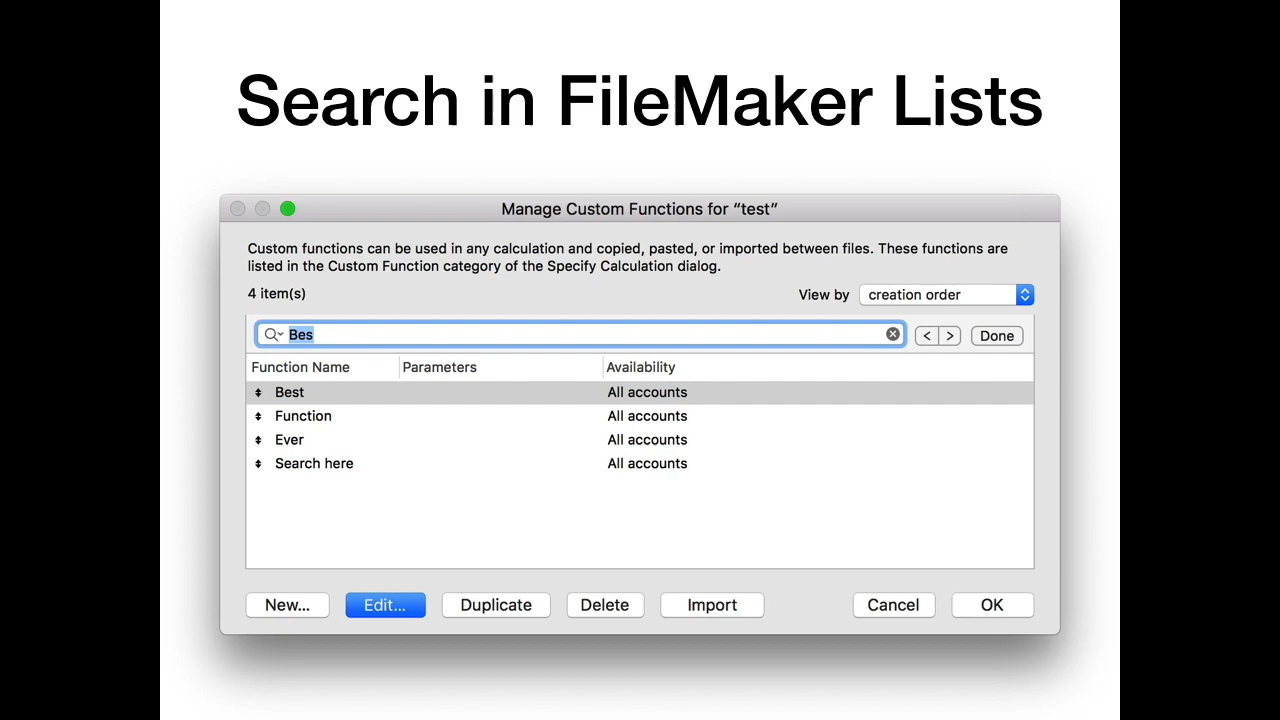 Search in FileMaker Lists
Manage Custom Functions for “test”
Custom functions can be used in any calculation and copied, pasted, or imported between files. These functions are
listed in the Custom Function category of the Specify Calculation dialog.
4 item(s)
View by creation order
Bes < > Done
Function Name Parameters Availability
Best All accounts
Function All accounts
Ever All accounts
Search here All accounts
New... Edit... Duplicate Delete Import Cancel OK